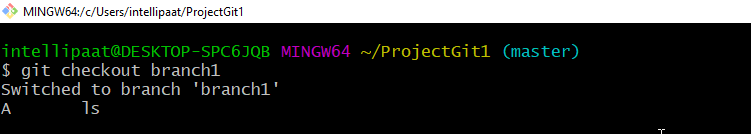 MINGW64:/c/Users/intellipaat/ProjectGit1
intellipaat@DESKTOP-SPC6JQB MINGW64 ~/ProjectGit1 (master)
$ git checkout branch1
Switched to branch 'branch1'
A       ls